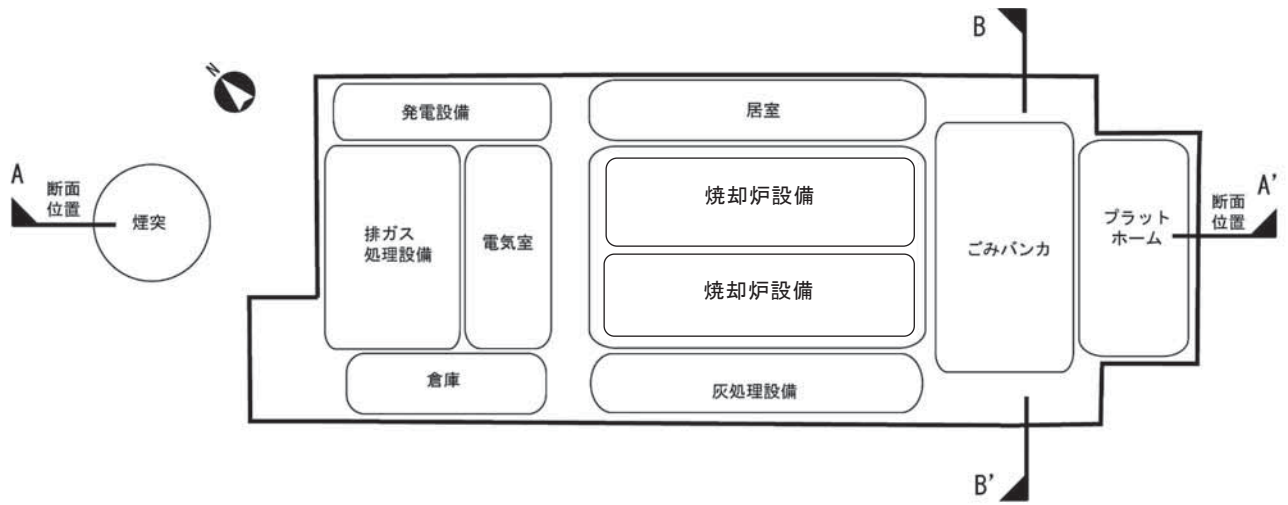 B
N
発電設備
居室
A
断面
位置
煙突
排ガス
処理設備
電気室
焼却炉設備
焼却炉設備
ごみバンカ
プラット
ホーム
A’
断面
位置
倉庫
灰処理設備
B’